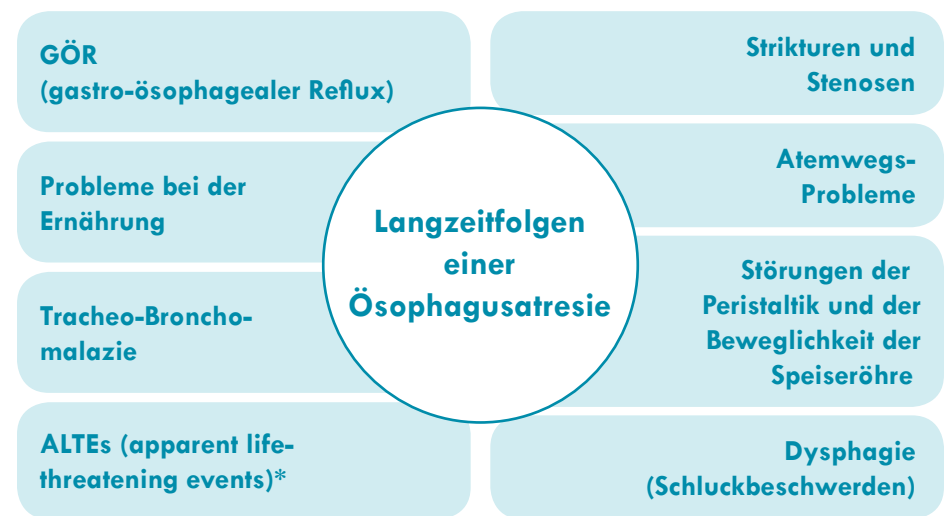 GÖR
(gastro-ösophagealer Reflux)
Probleme bei der
Ernährung
Tracheo-Broncho-
malazie
ALTEs (apparent life-
threatening events)*
Langzeitfolgen
einer
Ösophagusatresie
Strikturen und
Stenosen
Atemwegs-
Probleme
Störungen der
Peristaltik und der
Beweglichkeit der
Speiseröhre
Dysphagie
(Schluckbeschwerden)